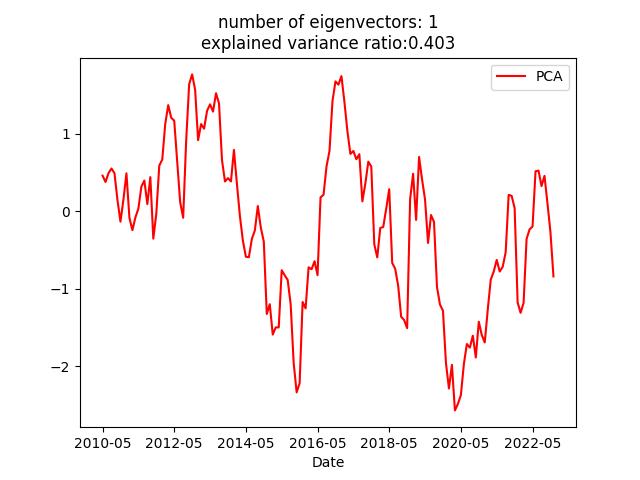 number of eigenvectors: 1
explained variance ratio:0.403
PCA
1
0
−1
−2
2010-05 2012-05 2014-05 2016-05 2018-05 2020-05 2022-05
Date